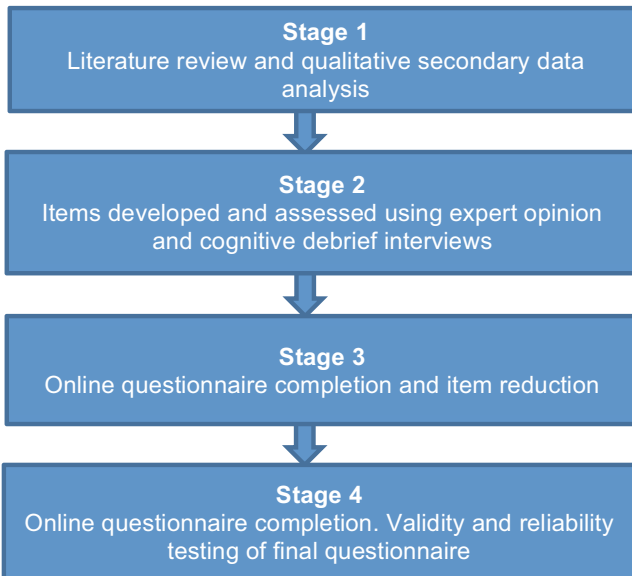 Stage 1
Literature review and qualitative secondary data
analysis
Stage 2
Items developed and assessed using expert opinion
and cognitive debrief interviews
Stage 3
Online questionnaire completion and item reduction
Stage 4
Online questionnaire completion. Validity and reliability
testing of final questionnaire